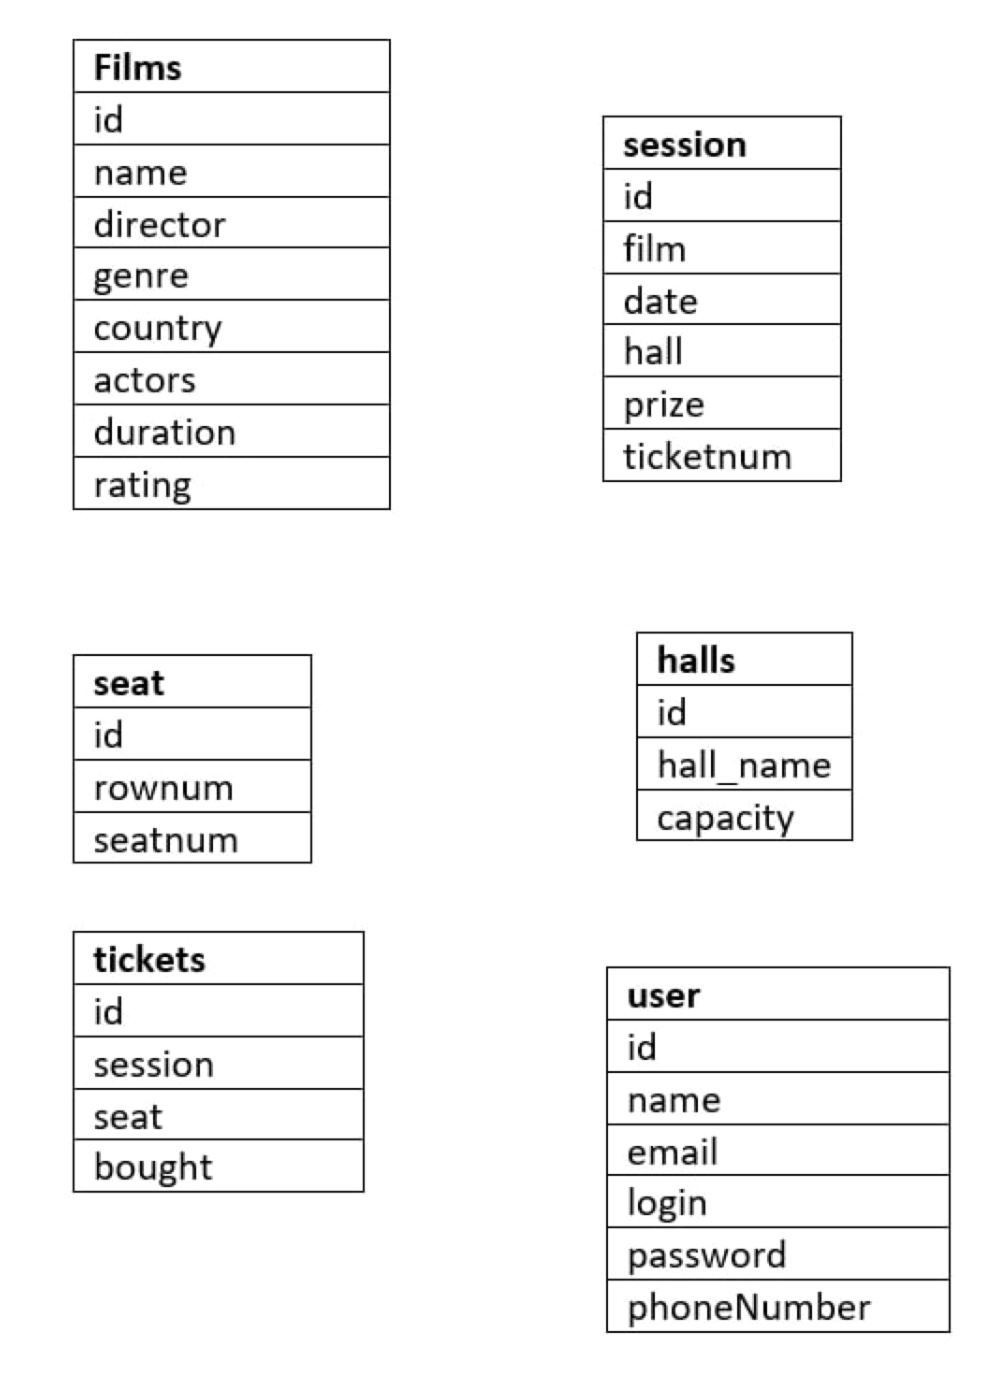 Films
id
name
director
genre
country
actors
duration
rating
session
id
film
date
hall
prize
ticketnum
seat
id
rownum
seatnum
halls
id
hall_name
capacity
tickets
id
session
seat
bought
user
id
name
email
login
password
phoneNumber